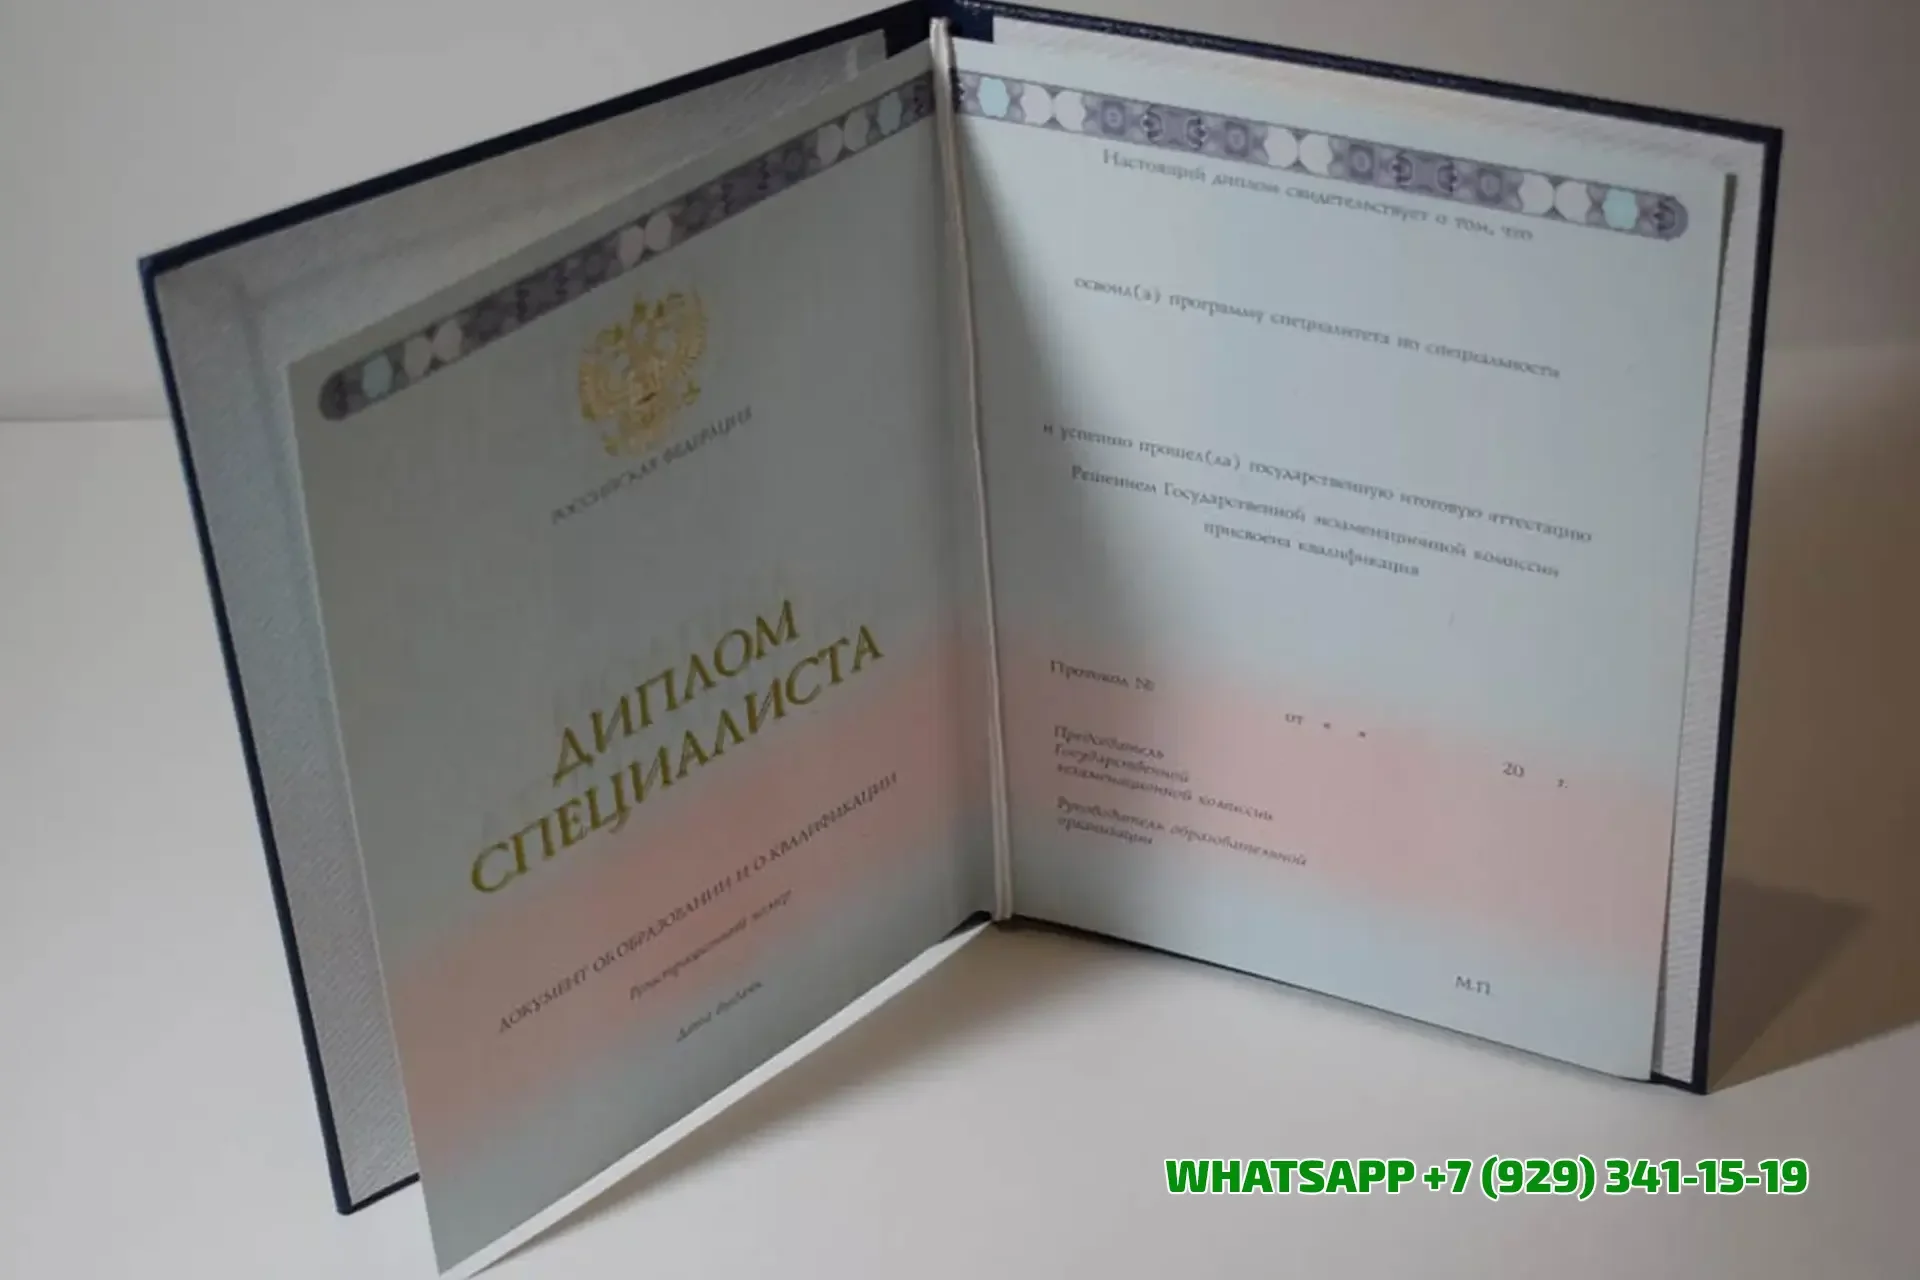 РОССИЙСКАЯ ФЕДЕРАЦИЯ
ДИПЛОМ
СПЕЦИАЛИСТА
ДОКУМЕНТ ОБ ОБРАЗОВАНИИ И О КВАЛИФИКАЦИИ
Регистрационный номер
Дата выдачи
Настоящий диплом свидетельствует о том, что
освоил(а) программу специалитета по специальности
и успешно прошел(ла) государственную итоговую аттестацию
Решением Государственной экзаменационной комиссии
присвоена квалификация
Протокол №
от « » 20 г.
Председатель
Государственной
экзаменационной комиссии
Руководитель образовательной
организации
М.П.
WHATSAPP +7 (929) 341-15-19